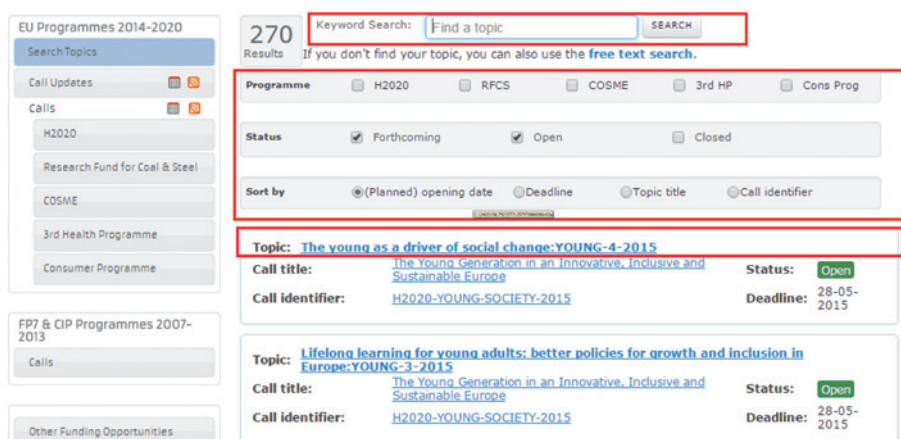 EU Programmes 2014-2020
Search Topics
Call Updates
Calls
H2020
Research Fund for Coal & Steel
COSME
3rd Health Programme
Consumer Programme
FP7 & CIP Programmes 2007-
2013
Calls
Other Funding Opportunities
270
Results
Keyword Search: Find a topic SEARCH
If you don't find your topic, you can also use the free text search.
Programme H2020 RFCS COSME 3rd HP Cons Prog
Status Forthcoming Open Closed
Sort by (Planned) opening date Deadline Topic title Call identifier
Topic: The young as a driver of social change:YOUNG-4-2015
Call title: The Young Generation in an Innovative, Inclusive and
Sustainable Europe
Status: Open
Call identifier: H2020-YOUNG-SOCIETY-2015
Deadline: 28-05-
2015
Topic: Lifelong learning for young adults: better policies for growth and inclusion in
Europe:YOUNG-3-2015
Call title: The Young Generation in an Innovative, Inclusive and
Sustainable Europe
Status: Open
Call identifier: H2020-YOUNG-SOCIETY-2015
Deadline: 28-05-
2015